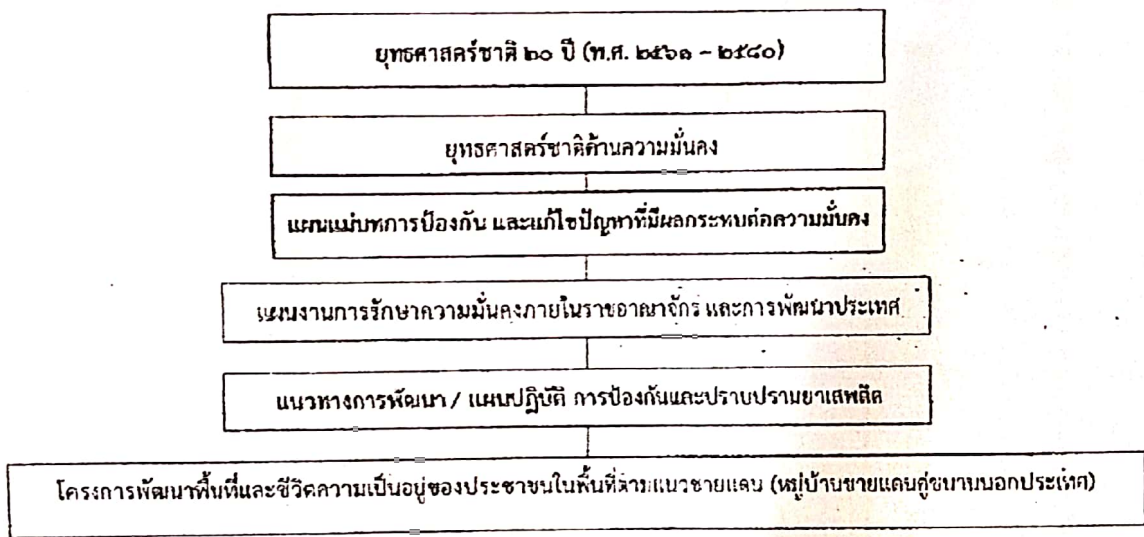 ยุทธศาสตร์ชาติ ๒๐ ปี (พ.ศ. ๒๕๖๑ - ๒๕๘๐)
ยุทธศาสตร์ชาติด้านความมั่นคง
แผนแม่บทการป้องกัน และแก้ไขปัญหาที่มีผลกระทบต่อความมั่นคง
แผนงานการรักษาความมั่นคงภายในราชอาณาจักร และการพัฒนาประเทศ
แนวทางการพัฒนา / แผนปฏิบัติ การป้องกันและปราบปรามยาเสพติด
โครงการพัฒนาพื้นที่และชีวิตความเป็นอยู่ของประชาชนในพื้นที่ตามแนวชายแดน (หมู่บ้านชายแดนคู่ขนานนอกประเทศ)